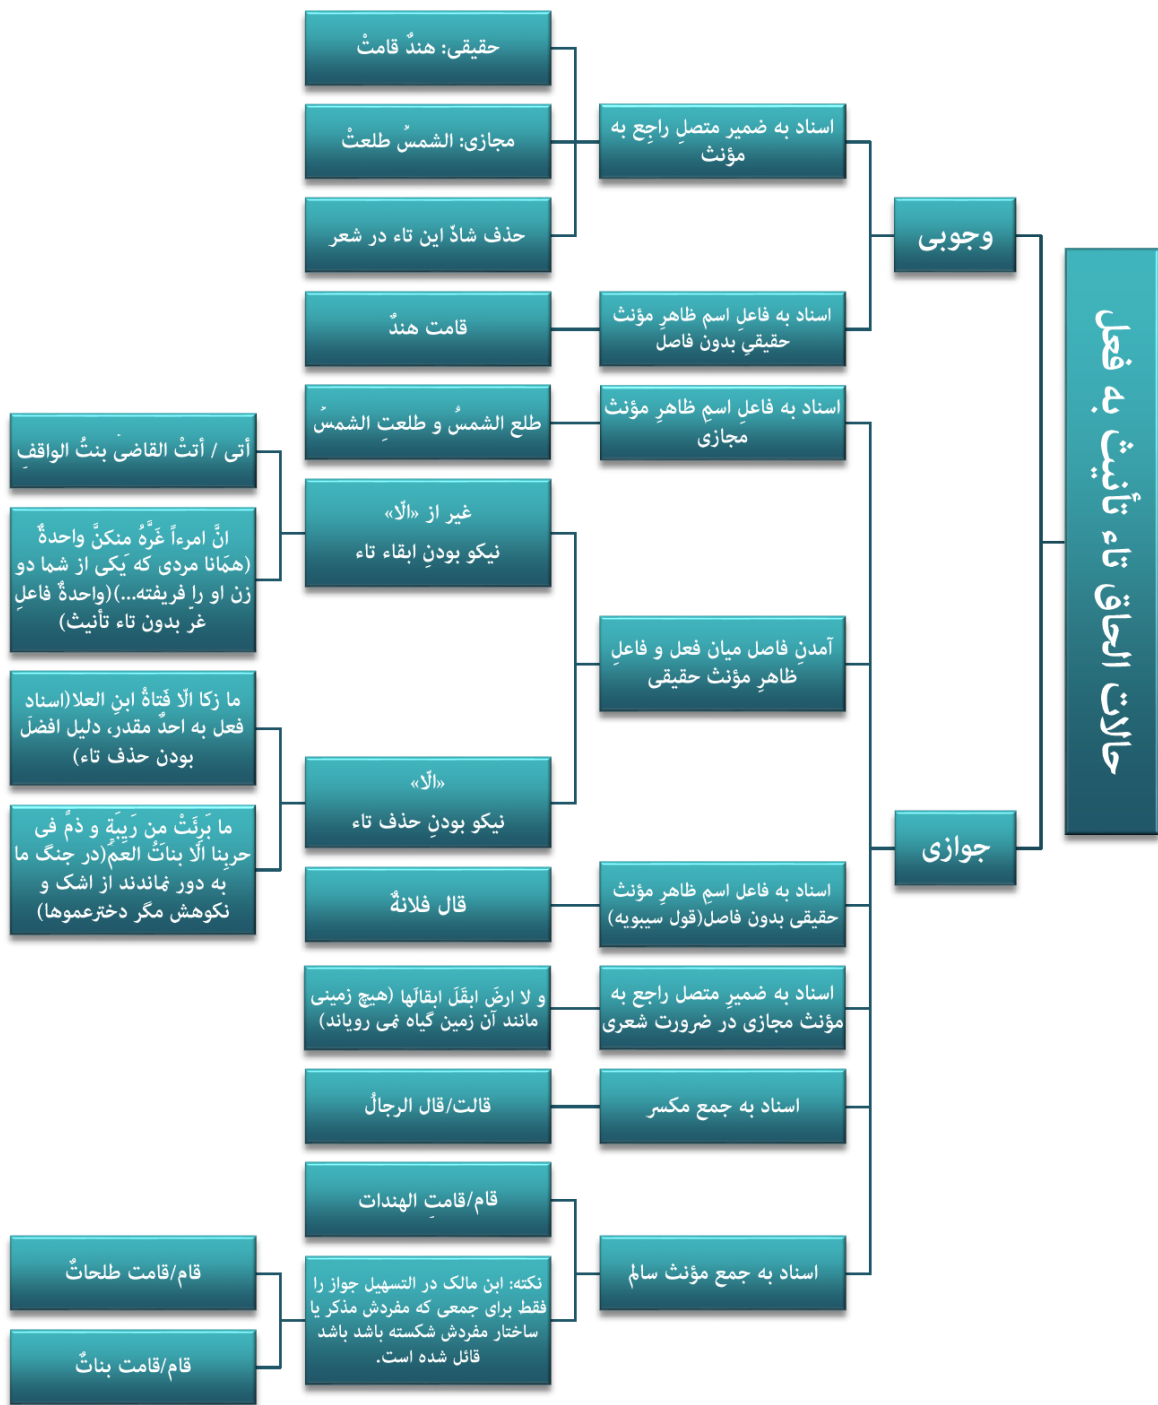 حالات الحاق تاء تأنیث به فعل
وجوبی
اسناد به ضمیر متصلِ راجِع به
مؤنث
حقیقی: هندٌ قامتْ
مجازی: الشمسُ طلعتْ
حذف شاذّ این تاء در شعر
اسناد به فاعلِ اسمِ ظاهرِ مؤنث
حقیقیِ بدون فاصل
قامت هندٌ
جوازی
اسناد به فاعلِ اسمِ ظاهرِ مؤنث
مجازی
طلع الشمسُ و طلعتِ الشمسُ
آمدنِ فاصل میان فعل و فاعلِ
ظاهرِ مؤنث حقیقی
غیر از «الّا»
نیکو بودنِ ابقاء تاء
أتی / أتتْ القاضیَ بنتُ الواقفِ
انَّ امرءاً غَرَّهُ منکنَّ واحدةٌ
(همانا مردی که یکی از شما دو
زن او را فریفته...)(واحدةٌ فاعلِ
غرّ بدون تاء تأنیث)
«الّا»
نیکو بودنِ حذف تاء
ما زکا الّا فَتاةُ ابنِ العلا(اسناد
فعل به احدٌ مقدر، دلیل افضل
بودن حذف تاء)
ما بَرِئَتْ مِن رَیبَةٍ و ذمٍّ فی
حربِنا الّا بناتُ العَمّ(در جنگ ما
به دور نماندند از اشک و
نکوهش مگر دخترعموها)
اسناد به فاعل اسمِ ظاهرِ مؤنث
حقیقی بدون فاصل(قول سیبویه)
قال فلانةٌ
اسناد به ضمیرِ متصل راجع به
مؤنث مجازی در ضرورت شعری
و لا ارضَ ابقَلَ ابقالَها (هیچ زمینی
مانند آن زمین گیاه نمی رویاند)
اسناد به جمع مکسر
قالت/قال الرجالُ
اسناد به جمع مؤنث سالم
قام/قامتِ الهندات
نکته: ابن مالک در التسهیل جواز را
فقط برای جمعی که مفردش مذکر یا
ساختار مفردش شکسته باشد باشد
قائل شده است.
قام/قامت طلحاتٌ
قام/قامت بناتٌ